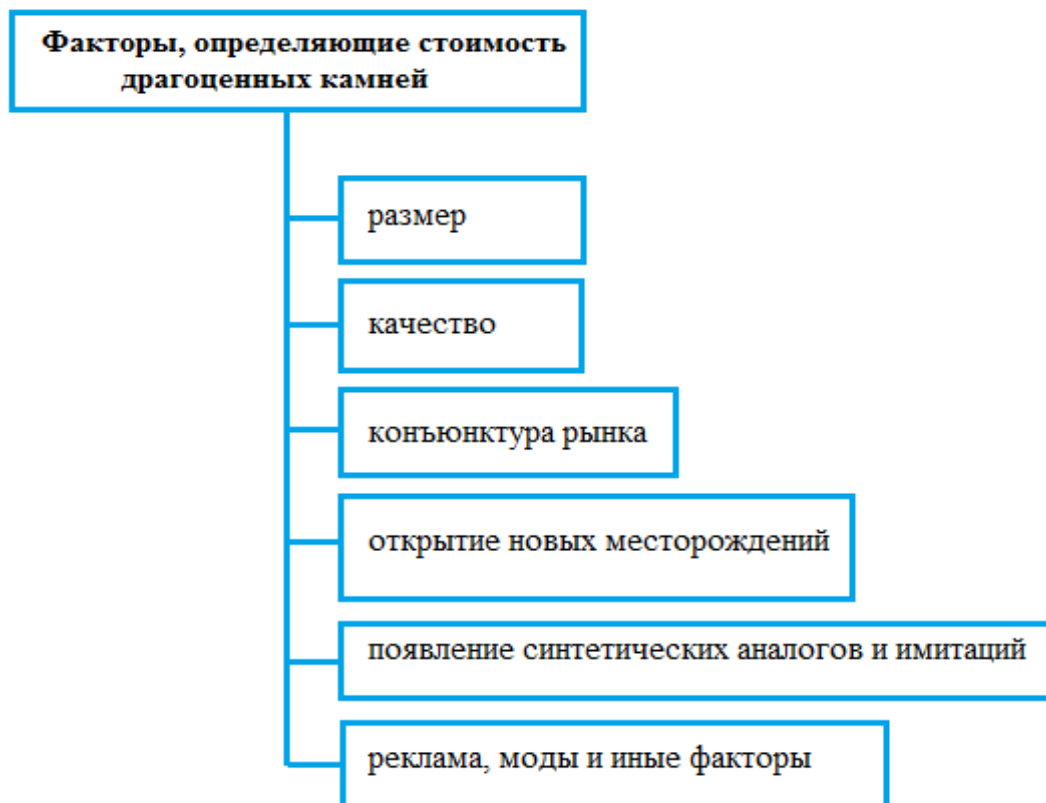 Факторы, определяющие стоимость
драгоценных камней
размер
качество
конъюнктура рынка
открытие новых месторождений
появление синтетических аналогов и имитаций
реклама, моды и иные факторы